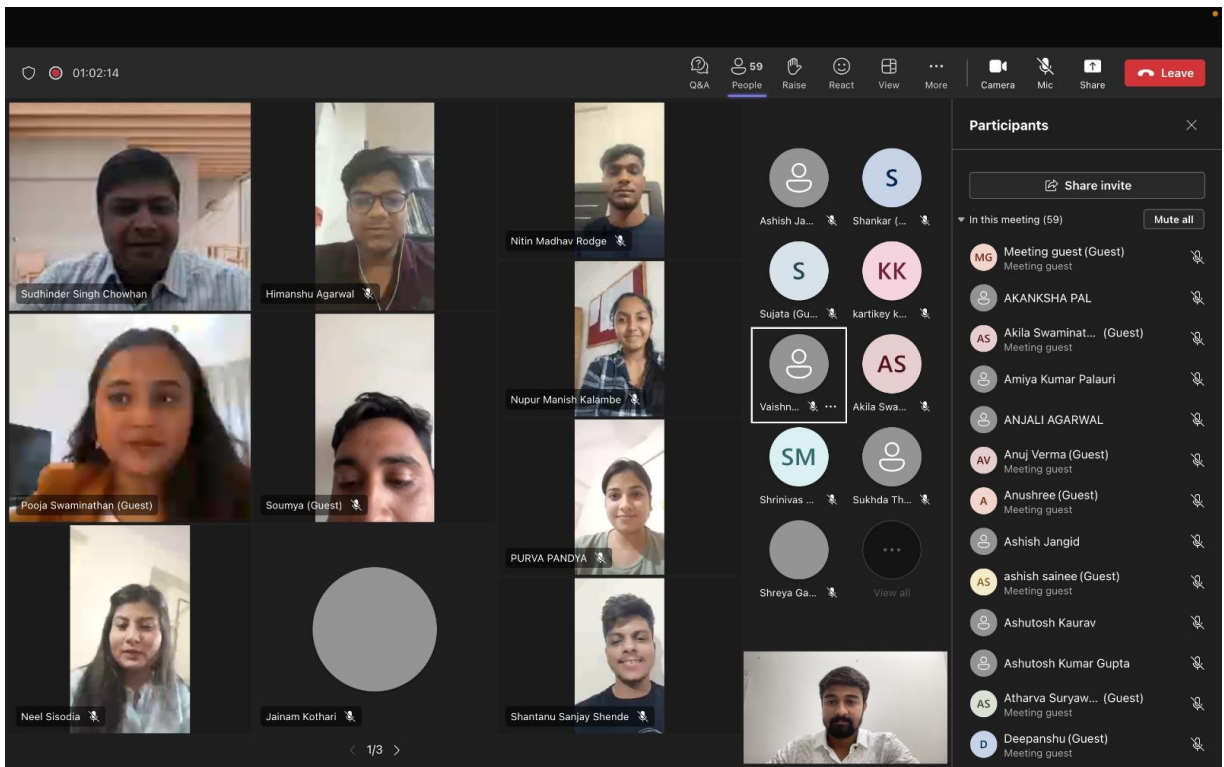 01:02:14
Q&A
59
People
Raise
React
View
More
Camera
Mic
Share
Leave
Sudhinder Singh Chowhan
Himanshu Agarwal
Nitin Madhav Rodge
Nupur Manish Kalambe
Pooja Swaminathan (Guest)
Soumya (Guest)
PURVA PANDYA
Neel Sisodia
Jainam Kothari
Shantanu Sanjay Shende
1/3
Ashish Ja...
S
Shankar (...
S
Sujata (Gu...
KK
kartikey k...
Vaishn...
AS
Akila Swa...
SM
Shrinivas ...
Sukhda Th...
Shreya Ga...
View all
Participants
Share invite
In this meeting (59)
Mute all
MG
Meeting guest (Guest)
Meeting guest
AKANKSHA PAL
AS
Akila Swaminat... (Guest)
Meeting guest
Amiya Kumar Palauri
ANJALI AGARWAL
AV
Anuj Verma (Guest)
Meeting guest
A
Anushree (Guest)
Meeting guest
Ashish Jangid
AS
ashish sainee (Guest)
Meeting guest
Ashutosh Kaurav
Ashutosh Kumar Gupta
AS
Atharva Suryaw... (Guest)
Meeting guest
D
Deepanshu (Guest)
Meeting guest